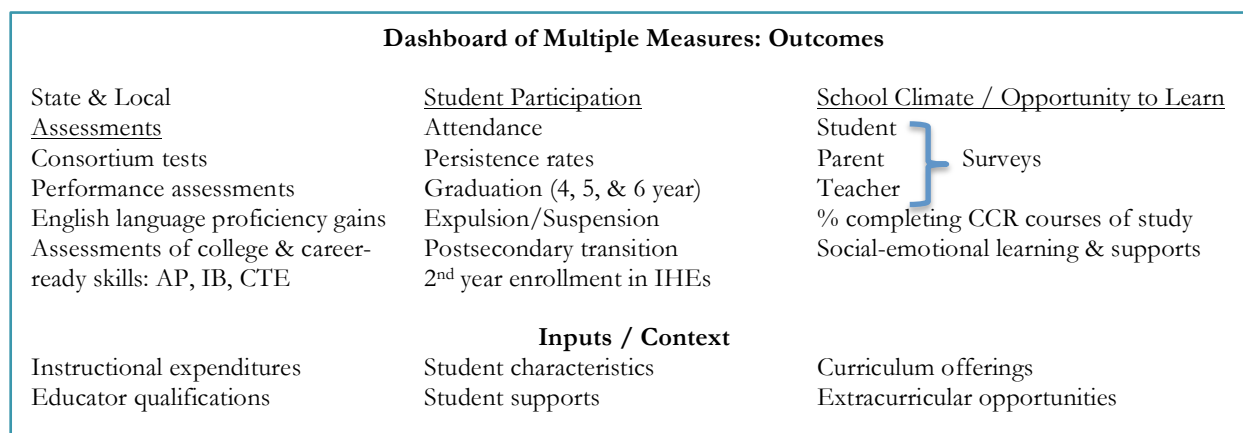 Dashboard of Multiple Measures: Outcomes
State & Local
Assessments
Consortium tests
Performance assessments
English language proficiency gains
Assessments of college & career-
ready skills: AP, IB, CTE
Student Participation
Attendance
Persistence rates
Graduation (4, 5, & 6 year)
Expulsion/Suspension
Postsecondary transition
2nd year enrollment in IHEs
School Climate / Opportunity to Learn
Student
Parent
Teacher
Surveys
% completing CCR courses of study
Social-emotional learning & supports
Inputs / Context
Instructional expenditures
Educator qualifications
Student characteristics
Student supports
Curriculum offerings
Extracurricular opportunities